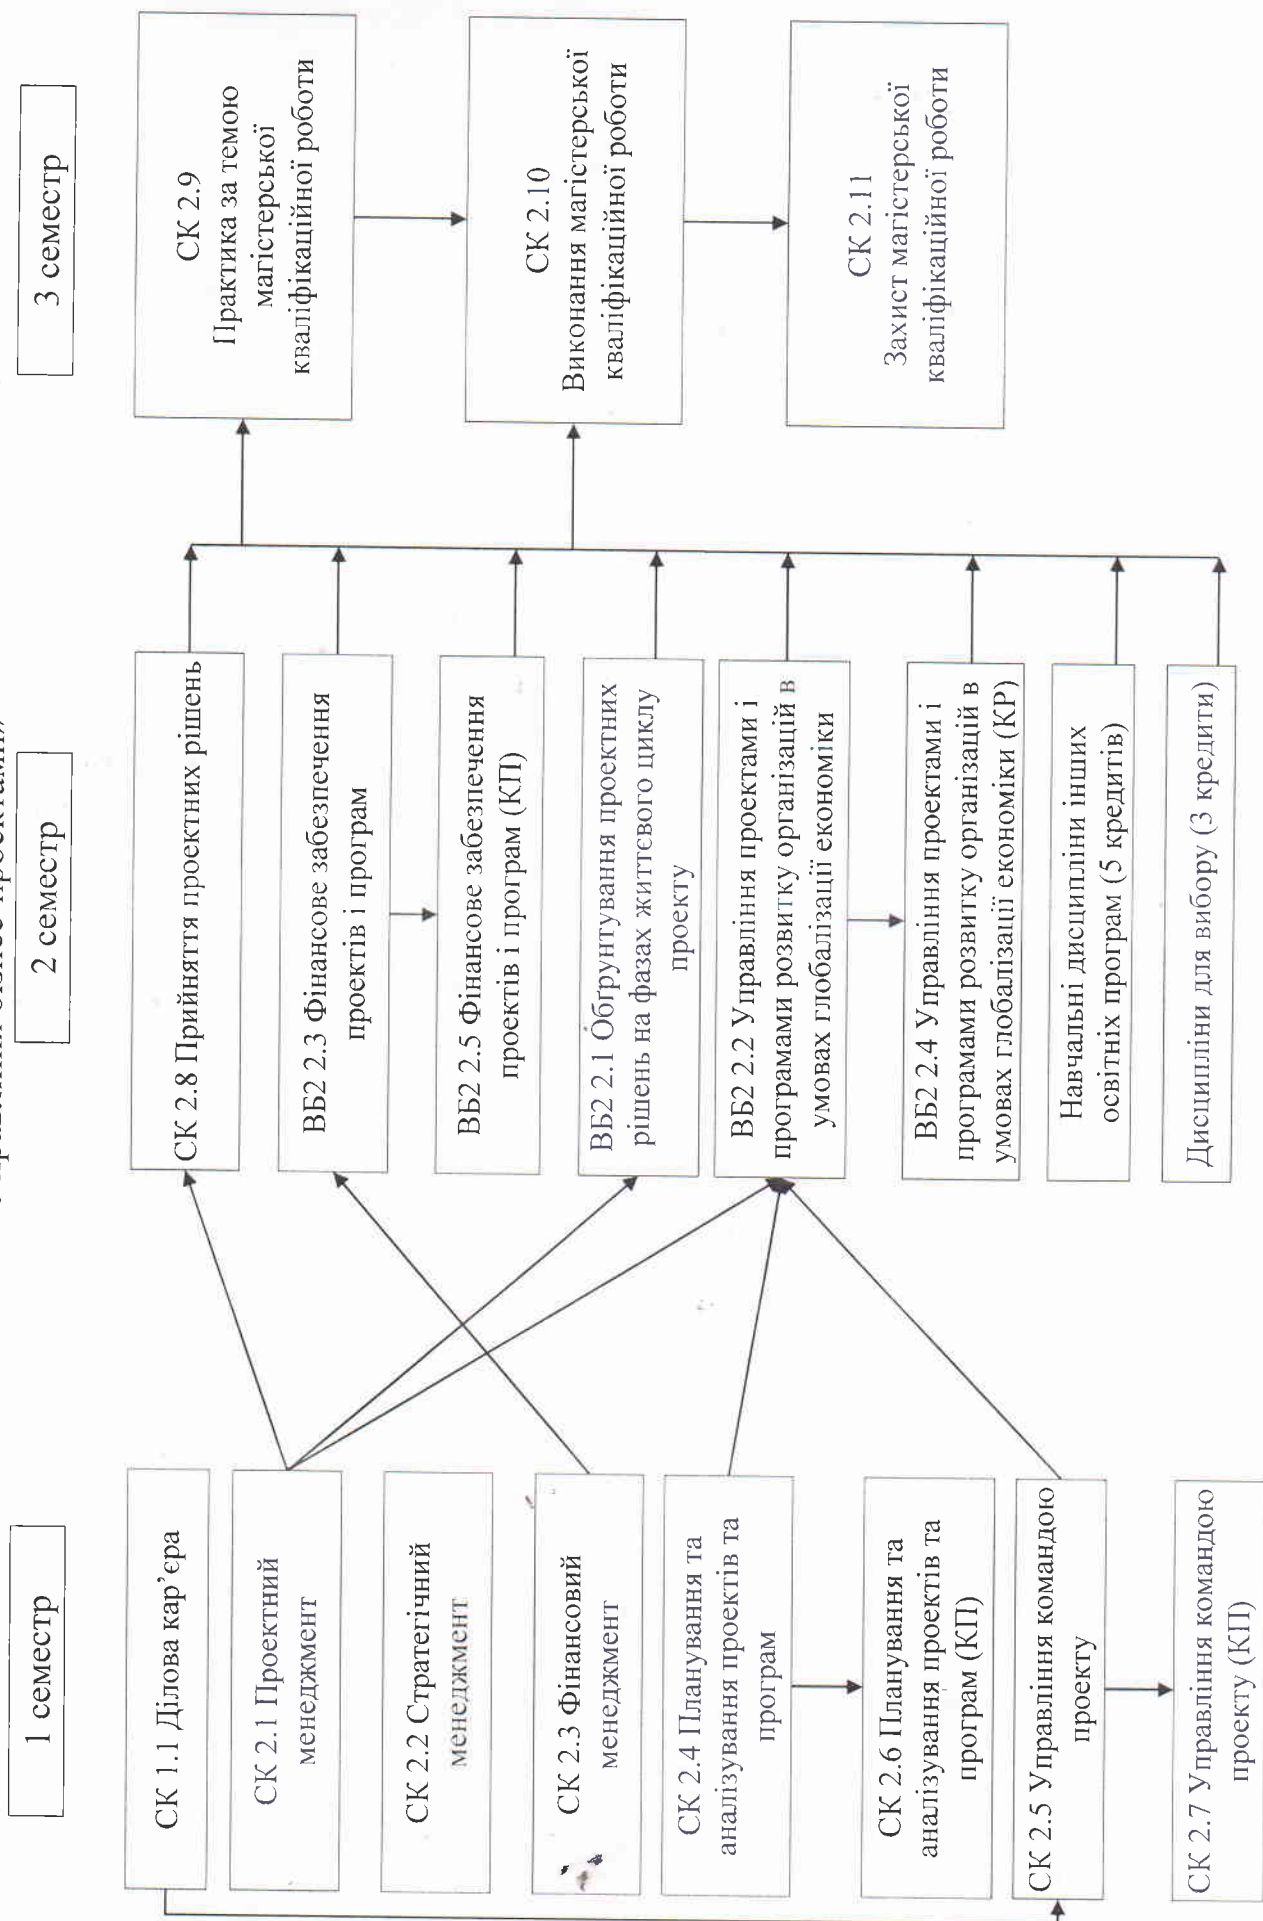 1 семестр
СК 1.1 Ділова кар’єра
СК 2.1 Проектний
менеджмент
СК 2.2 Стратегічний
менеджмент
СК 2.3 Фінансовий
менеджмент
СК 2.4 Планування та
аналізування проектів та
програм
СК 2.6 Планування та
аналізування проектів та
програм (КП)
СК 2.5 Управління командою
проекту
СК 2.7 Управління командою
проекту (КП)
2 семестр
СК 2.8 Прийняття проектних рішень
ВБ2 2.3 Фінансове забезпечення
проектів і програм
ВБ2 2.5 Фінансове забезпечення
проектів і програм (КП)
ВБ2 2.1 Обґрунтування проектних
рішень на фазах життєвого циклу
проекту
ВБ2 2.2 Управління проектами і
програмами розвитку організацій в
умовах глобалізації економіки
ВБ2 2.4 Управління проектами і
програмами розвитку організацій в
умовах глобалізації економіки (КР)
Навчальні дисципліни інших
освітніх програм (5 кредитів)
Дисципліни для вибору (3 кредити)
3 семестр
СК 2.9
Практика за темою
магістерської
кваліфікаційної роботи
СК 2.10
Виконання магістерської
кваліфікаційної роботи
СК 2.11
Захист магістерської
кваліфікаційної роботи